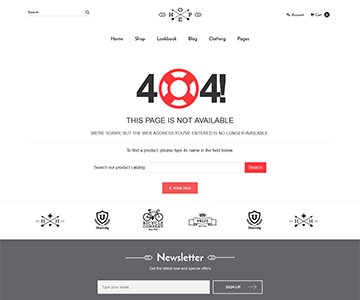 Search
HOPE
Account
Cart 0
Home Shop Lookbook Blog Clothing Pages
404!
THIS PAGE IS NOT AVAILABLE
WE'RE SORRY, BUT THE WEB ADDRESS YOU'VE ENTERED IS NO LONGER AVAILABLE
To find a product, please type its name in the field below.
Search our product catalog: Search
HOME PAGE
BICYCLE
Newsletter
Get the latest new and special offers
Type your email SIGN UP